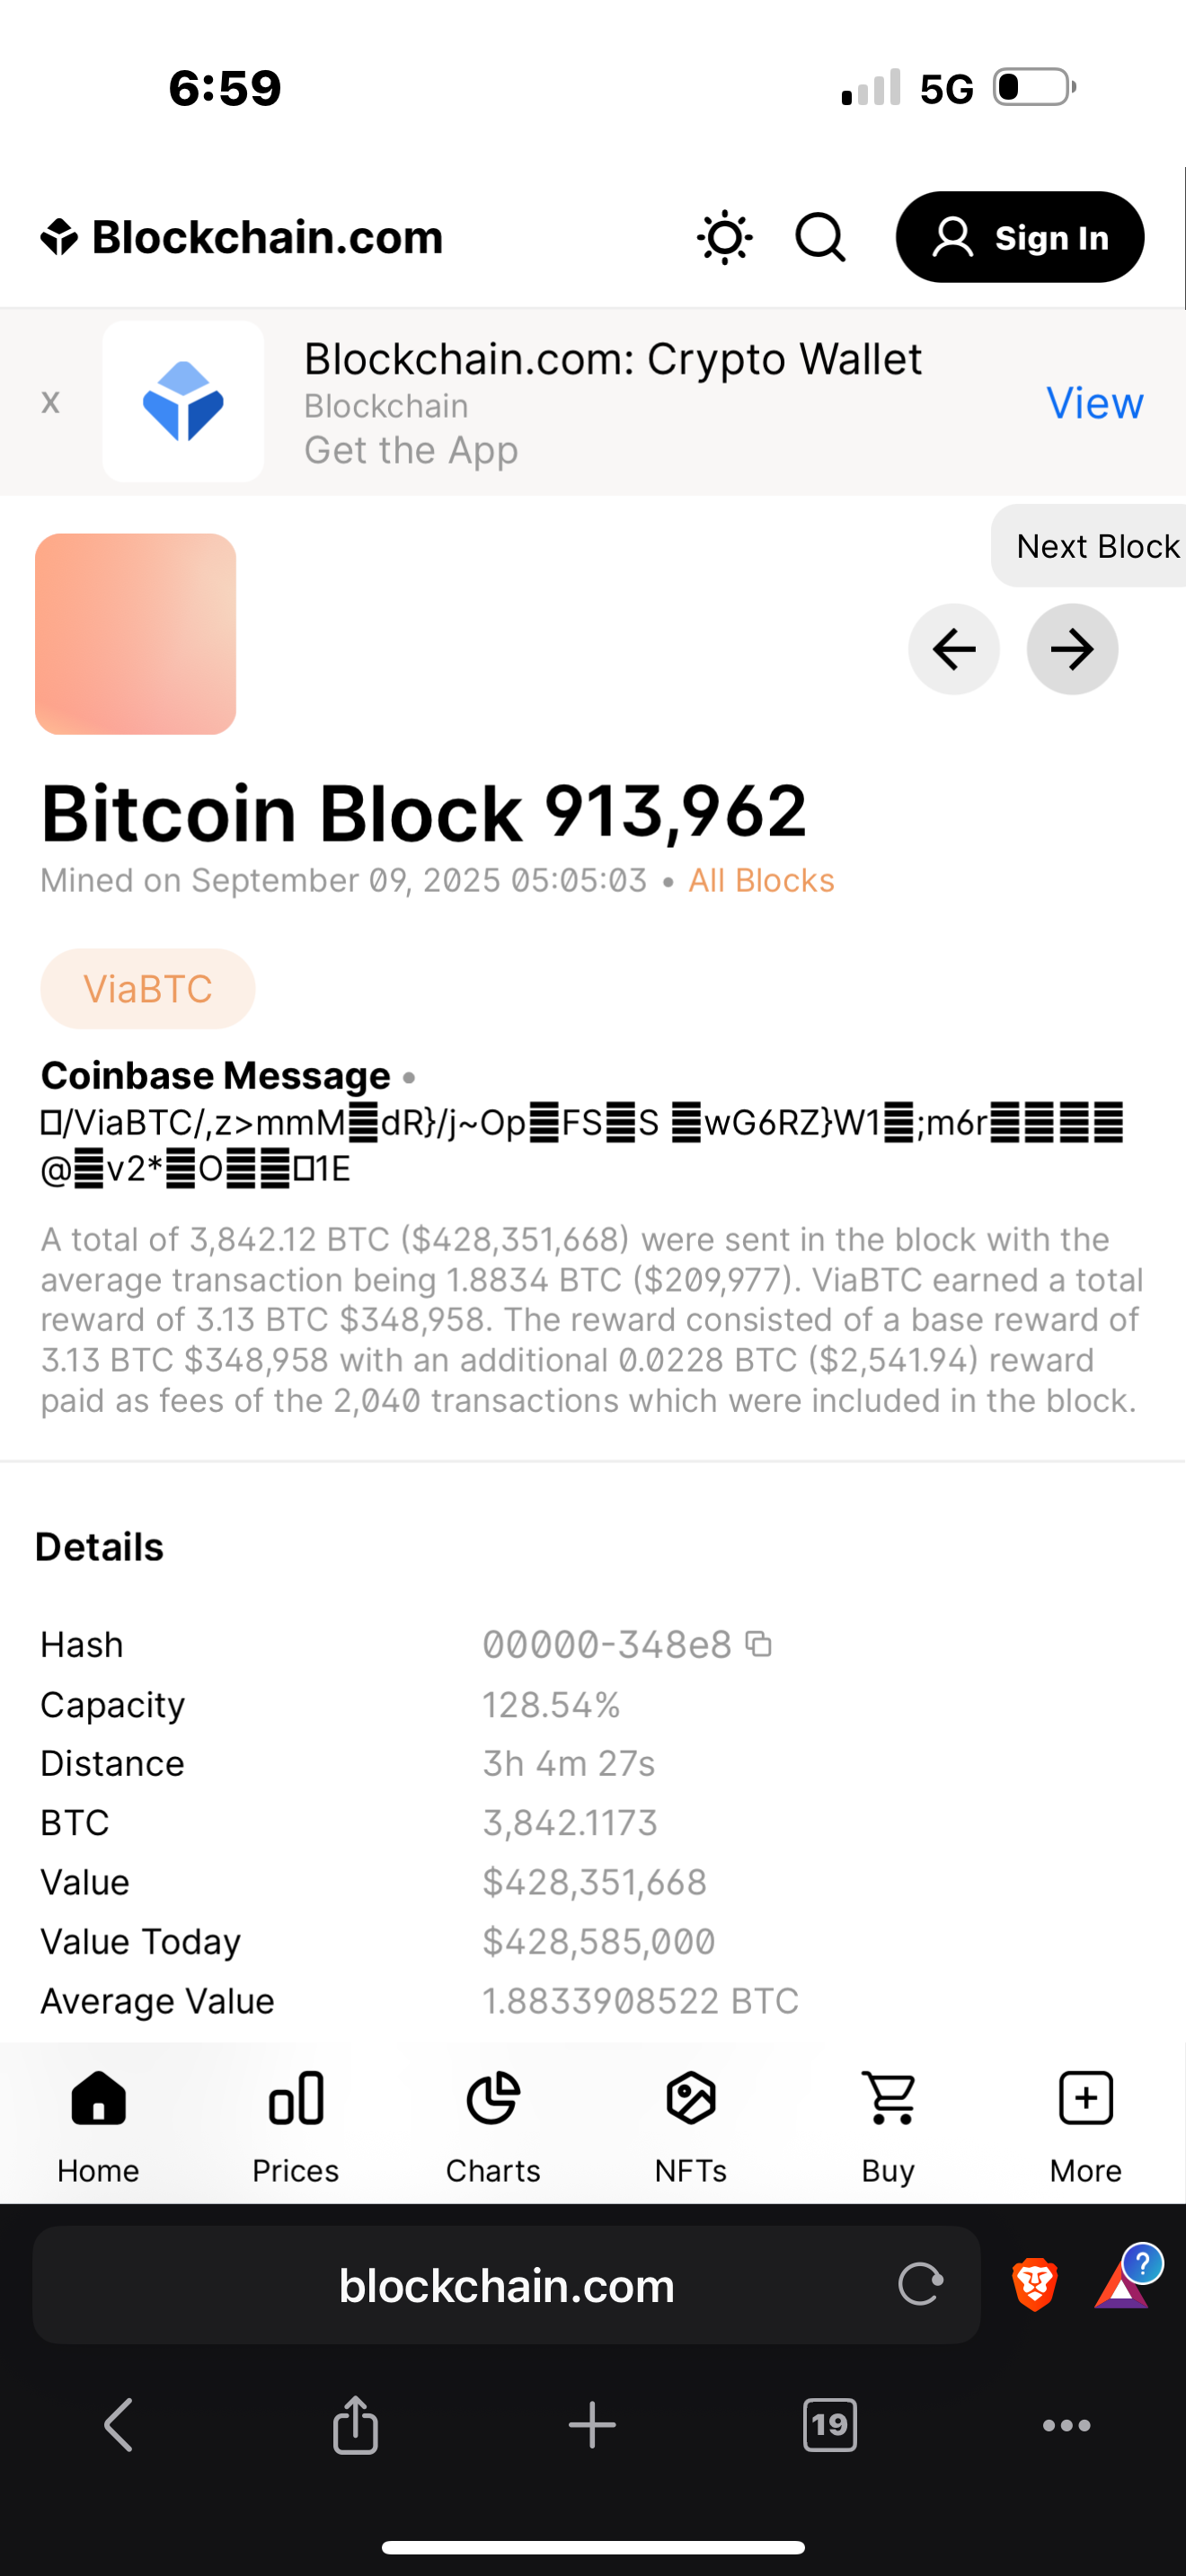 6:59
5G
Blockchain.com
Sign In
x
Blockchain.com: Crypto Wallet
Blockchain
Get the App
View
Next Block
Bitcoin Block 913,962
Mined on September 09, 2025 05:05:03 • All Blocks
ViaBTC
Coinbase Message •
/ViaBTC/,z>mmM dR}/j~Op FS S wG6RZ}W1 ;m6r
@ v2* O 1E
A total of 3,842.12 BTC ($428,351,668) were sent in the block with the
average transaction being 1.8834 BTC ($209,977). ViaBTC earned a total
reward of 3.13 BTC $348,958. The reward consisted of a base reward of
3.13 BTC $348,958 with an additional 0.0228 BTC ($2,541.94) reward
paid as fees of the 2,040 transactions which were included in the block.
Details
Hash 00000-348e8
Capacity 128.54%
Distance 3h 4m 27s
BTC 3,842.1173
Value $428,351,668
Value Today $428,585,000
Average Value 1.8833908522 BTC
Home Prices Charts NFTs Buy More
blockchain.com
?
19